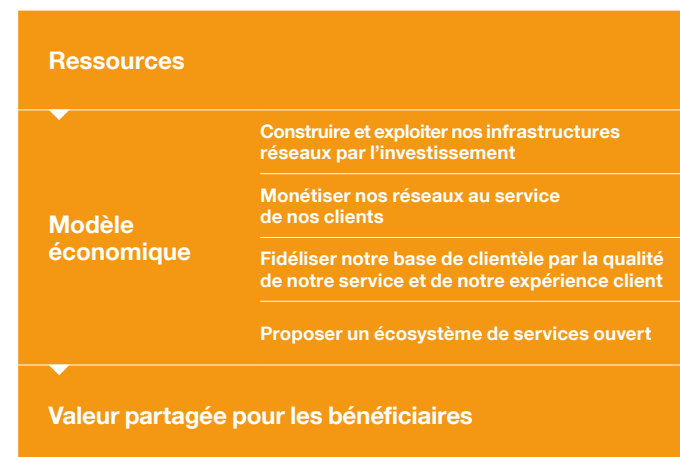 Ressources
Construire et exploiter nos infrastructures
réseaux par l'investissement
Monétiser nos réseaux au service
de nos clients
Modèle
économique
Fidéliser notre base de clientèle par la qualité
de notre service et de notre expérience client
Proposer un écosystème de services ouvert
Valeur partagée pour les bénéficiaires